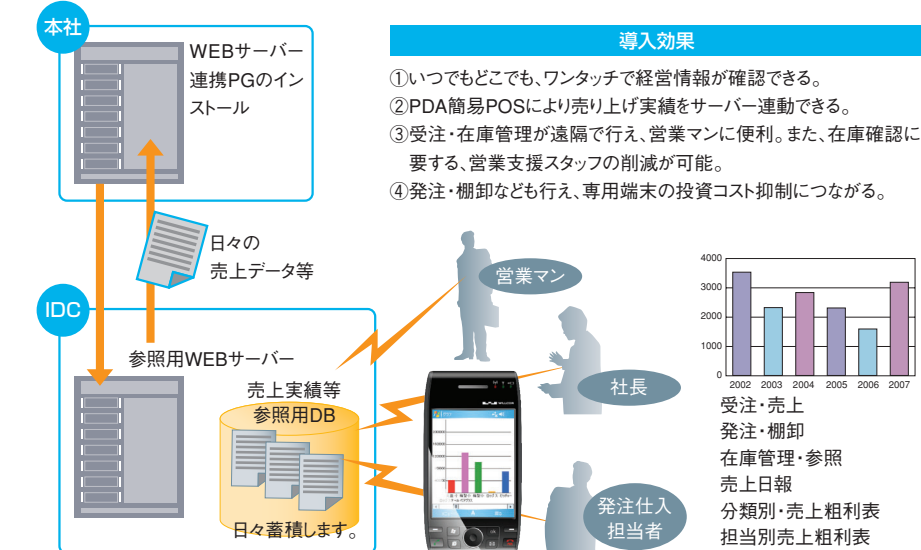 本社
WEBサーバー
連携PGのイン
ストール
導入効果
①いつでもどこでも、ワンタッチで経営情報が確認できる。
②PDA簡易POSにより売り上げ実績をサーバー連動できる。
③受注・在庫管理が遠隔で行え、営業マンに便利。また、在庫確認に
要する、営業支援スタッフの削減が可能。
④発注・棚卸なども行え、専用端末の投資コスト抑制につながる。
日々の
売上データ等
IDC
参照用WEBサーバー
売上実績等
参照用DB
日々蓄積します。
営業マン
社長
発注仕入
担当者
4000
3000
2000
1000
0
2002 2003 2004 2005 2006 2007
受注・売上
発注・棚卸
在庫管理・参照
売上日報
分類別・売上粗利表
担当別売上粗利表